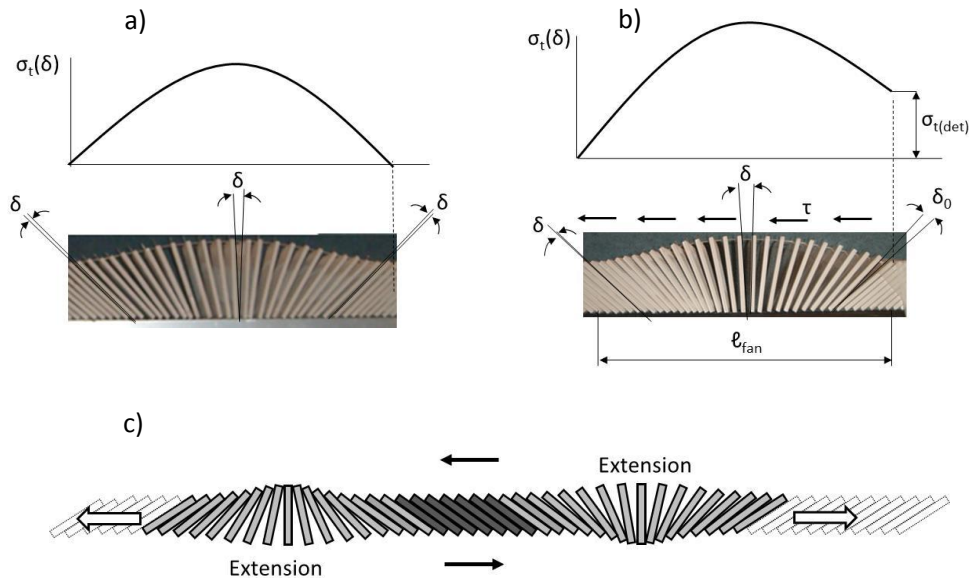 a)
σt(δ)
δ
δ
δ
b)
σt(δ)
σt(det)
δ
τ
δ
δ0
ℓfan
c)
Extension
Extension